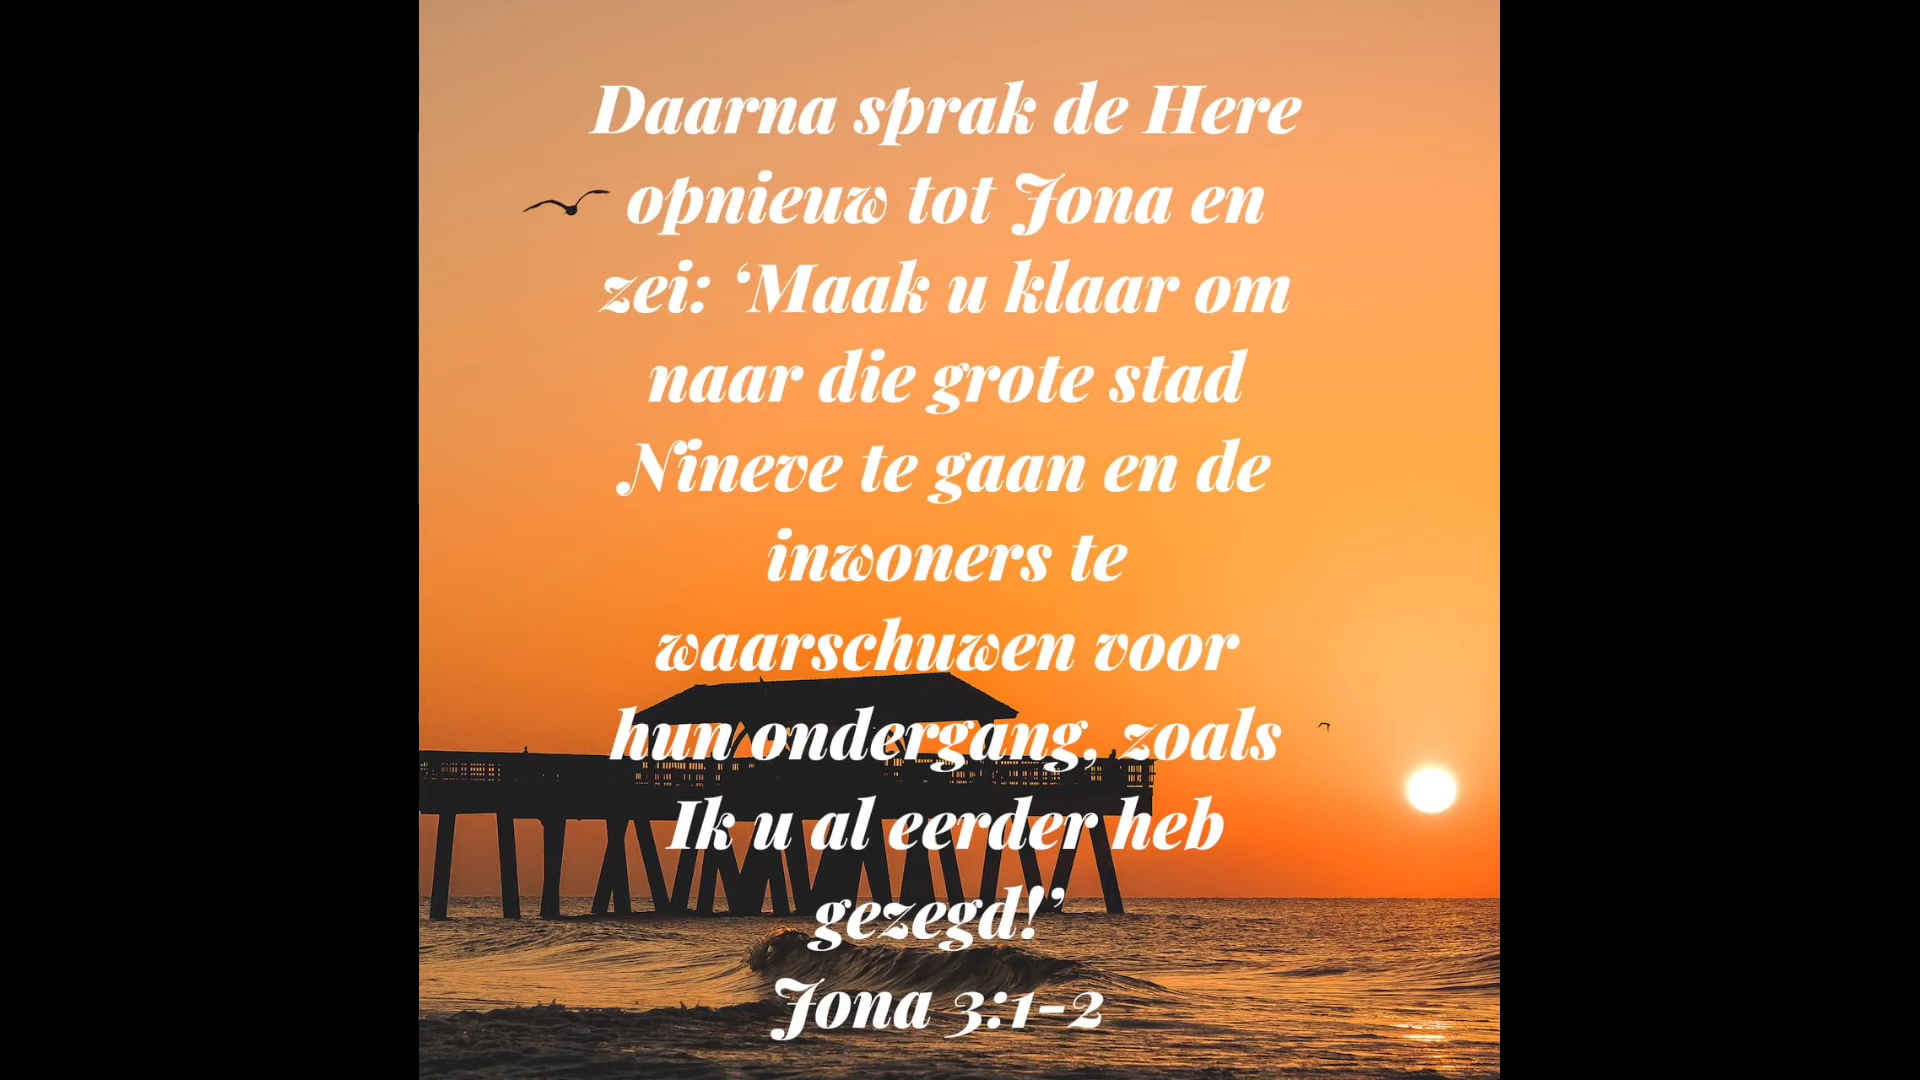 Daarna sprak de Here
opnieuw tot Jona en
zei: ‘Maak u klaar om
naar die grote stad
Nineve te gaan en de
inwoners te
waarschuwen voor
hun ondergang, zoals
Ik u al eerder heb
gezegd!’
Jona 3:1-2